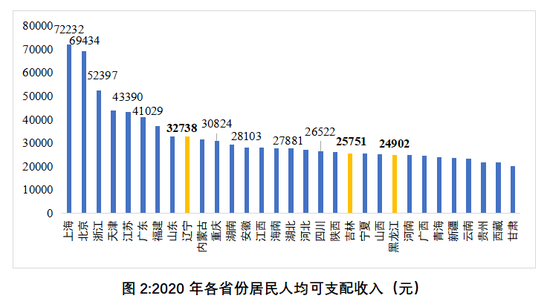 80000
70000
60000
50000
40000
30000
20000
10000
0
72232
69434
52397
43390
41029
32738
30824
28103
27881
26522
25751
24902
上海
北京
浙江
天津
江苏
广东
福建
山东
辽宁
内蒙古
重庆
湖南
安徽
江西
海南
湖北
河北
四川
陕西
吉林
宁夏
山西
黑龙江
河南
广西
青海
新疆
云南
贵州
西藏
甘肃
图 2:2020 年各省份居民人均可支配收入（元）